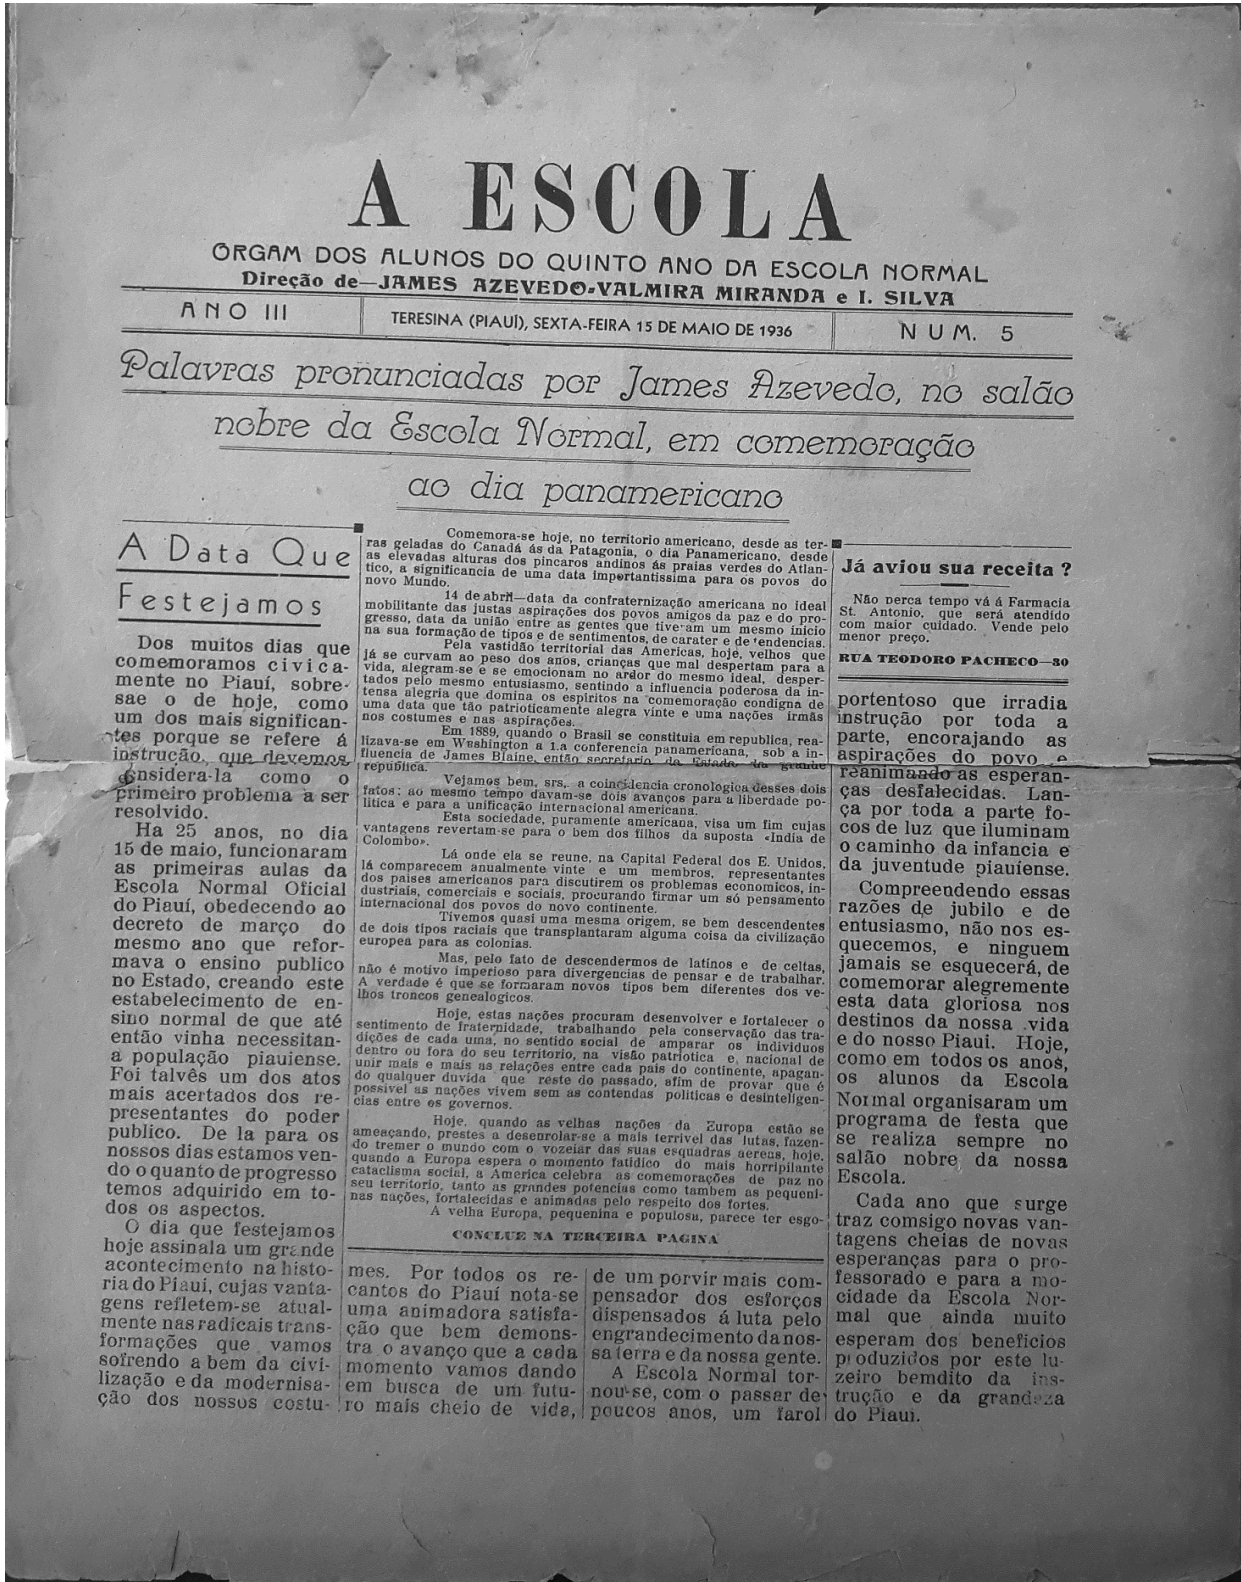 A ESCOLA
ORGAM DOS ALUNOS DO QUINTO ANO DA ESCOLA NORMAL
Direção de—JAMES AZEVEDO-VALMIRA MIRANDA e I. SILVA
ANO III
TERESINA (PIAUÍ), SEXTA-FEIRA 15 DE MAIO DE 1936
NUM. 5
Palavras pronunciadas por James Azevedo, no salão
nobre da Escola Normal, em comemoração
ao dia panamericano
A Data Que
Festejamos
Dos muitos dias que
comemoramos civica-
mente no Piauí, sobre-
sae o de hoje, como
um dos mais significan-
tes porque se refere á
instrução, que devemos
considera-la como o
primeiro problema a ser
resolvido.
Ha 25 anos, no dia
15 de maio, funcionaram
as primeiras aulas da
Escola Normal Oficial
do Piauí, obedecendo ao
decreto de março do
mesmo ano que refor-
mava o ensino publico
no Estado, creando este
estabelecimento de en-
sino normal de que até
então vinha necessitan-
a população piauiense.
Foi talvês um dos atos
mais acertados dos re-
presentantes do poder
publico. De la para os
nossos dias estamos ven-
do o quanto de progresso
temos adquirido em to-
dos os aspectos.
O dia que festejamos
hoje assinala um grande
acontecimento na histo-
ria do Piaui, cujas vanta-
gens refletem-se atual-
mente nas radicais trans-
formações que vamos
sofrendo a bem da civi-
lização e da modernisa-
ção dos nossos costu-
mes. Por todos os re-
cantos do Piauí nota-se
uma animadora satisfa-
ção que bem demons-
tra o avanço que a cada
momento vamos dando
em busca de um futu-
ro mais cheio de vida,
de um porvir mais com-
pensador dos esforços
dispensados á luta pelo
engrandecimento da nos-
sa terra e da nossa gente.
A Escola Normal tor-
nou-se, com o passar de
poucos anos, um farol
portentoso que irradia
instrução por toda a
parte, encorajando as
aspirações do povo e
reanimando as esperan-
ças desfalecidas. Lan-
ça por toda a parte fo-
cos de luz que iluminam
o caminho da infancia e
da juventude piauiense.
Compreendendo essas
razões de jubilo e de
entusiasmo, não nos es-
quecemos, e ninguem
jamais se esquecerá, de
comemorar alegremente
esta data gloriosa nos
destinos da nossa vida
e do nosso Piauí. Hoje,
como em todos os anos,
os alunos da Escola
Normal organisaram um
programa de festa que
se realiza sempre no
salão nobre da nossa
Escola.
Cada ano que surge
traz comsigo novas van-
tagens cheias de novas
esperanças para o pro-
fessorado e para a mo-
cidade da Escola Nor-
mal que ainda muito
esperam dos beneficios
produzidos por este lu-
zeiro bemdito da ins-
trução e da grandeza
do Piaui.
Comemora-se hoje, no territorio americano, desde as ter-
ras geladas do Canadá ás da Patagonia, o dia Panamericano, desde
as elevadas alturas dos pincaros andinos ás praias verdes do Atlan-
tico, a significancia de uma data importantissima para os povos do
novo Mundo.
14 de abril—data da confraternização americana no ideal
mobilitante das justas aspirações dos povos amigos da paz e do pro-
gresso, data da união entre as gentes que tiveram um mesmo inicio
na sua formação de tipos e de sentimentos, de carater e de tendencias.
Pela vastidão territorial das Americas, hoje, velhos que
já se curvam ao peso dos anos, crianças que mal despertam para a
vida, alegram-se e se emocionam no ardor do mesmo ideal, desper-
tados pelo mesmo entusiasmo, sentindo a influencia poderosa da in-
tensa alegria que domina os espiritos na comemoração condigna de
uma data que tão patrioticamente alegra vinte e uma nações irmãs
nos costumes e nas aspirações.
Em 1889, quando o Brasil se constituia em republica, rea-
lizava-se em Washington a 1.a conferencia panamericana, sob a in-
fluencia de James Blaine, então secretario da Estado da grande
republica.
Vejamos bem, srs., a coincidencia cronologica desses dois
fatos: ao mesmo tempo davam-se dois avanços para a liberdade po-
litica e para a unificação internacional americana.
Esta sociedade, puramente americana, visa um fim cujas
vantagens revertam-se para o bem dos filhos da suposta «India de
Colombo».
Lá onde ela se reune, na Capital Federal dos E. Unidos,
lá comparecem anualmente vinte e um membros, representantes
dos paises americanos para discutirem os problemas economicos, in-
dustriais, comerciais e sociais, procurando firmar um só pensamento
internacional dos povos do novo continente.
Tivemos quasi uma mesma origem, se bem descendentes
de dois tipos raciais que transplantaram alguma coisa da civilização
europea para as colonias.
Mas, pelo fato de descendermos de latinos e de celtas,
não é motivo imperioso para divergencias de pensar e de trabalhar.
A verdade é que se formaram novos tipos bem diferentes dos ve-
lhos troncos genealogicos.
Hoje, estas nações procuram desenvolver e fortalecer o
sentimento de fraternidade, trabalhando pela conservação das tra-
dições de cada uma, no sentido social de amparar os individuos
dentro ou fora do seu territorio, na visão patriotica e nacional de
unir mais e mais as relações entre cada país do continente, apagan-
do qualquer duvida que reste do passado, afim de provar que é
possivel as nações vivem sem as contendas politicas e desinteligen-
cias entre os governos.
Hoje, quando as velhas nações da Europa estão se
ameaçando, prestes a desenrolar-se a mais terrivel das lutas, fazen-
do tremer o mundo com o vozeiar das suas esquadras aereas, hoje,
quando a Europa espera o momento fatidico do mais horripilante
cataclisma social, a America celebra as comemorações de paz no
seu territorio, tanto as grandes potencias como tambem as pequeni-
nas nações, fortalecidas e animadas pelo respeito dos fortes.
A velha Europa, pequenina e populosa, parece ter esgo-
CONCLUE NA TERCEIRA PAGINA
Já aviou sua receita ?
Não perca tempo vá á Farmacia
St. Antonio, que será atendido
com maior cuidado. Vende pelo
menor preço.
RUA TEODORO PACHECO—80